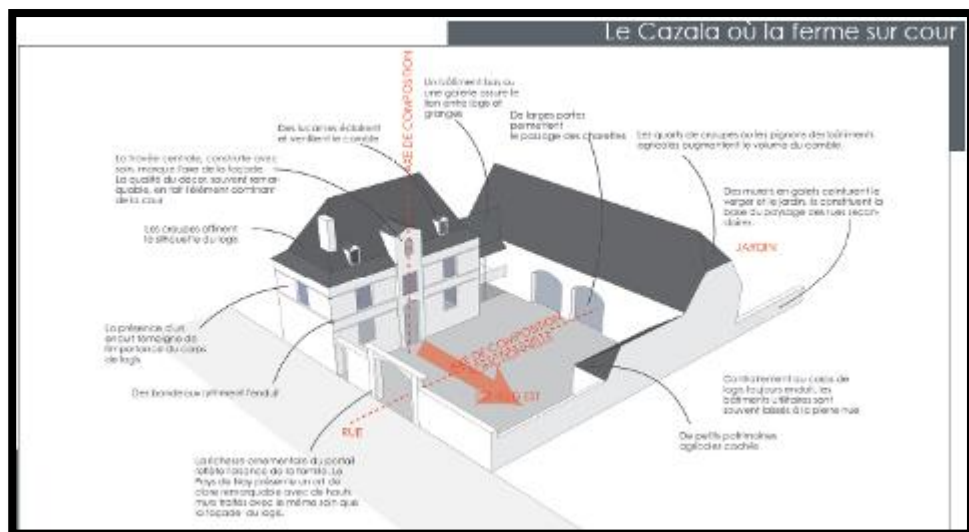 Le Cazala où la ferme sur cour
AXE DE COMPOSITION
Un bâtiment bas ou
une galerie assure le
lien entre logis et
granges
De larges portes
permettent
le passage des charettes
Des lucarnes éclairent
et ventilent le comble
Les quarts de croupes ou les pignons des bâtiments
agricoles augmentent le volume du comble.
La travée centrale, construite avec
soin, marque l'axe de la façade.
La qualité du décor, souvent remar-
quable, en fait l'élément dominant
de la cour
Des murets en galets ceinturent le
verger et le jardin. Ils constituent la
base du paysage des rues secon-
daires.
Les croupes affinent
la silhouette du logis
JARDIN
La présence d'un
enduit témoigne de
l'importance du corps
de logis
AXE DE COMPOSITION
Des bandeaux rythment l'enduit
RUE
Contrairement au corps de
logis toujours enduit, les
bâtiments utilitaires sont
souvent laissés à la pierre nue
De petits patrimoines
agricoles cachés
La richesse ornementale du portail
reflète l'aisance de la famille. Le
Pays de Nay présente un art de
clore remarquable avec de hauts
murs traités avec le même soin que
la façade du logis.